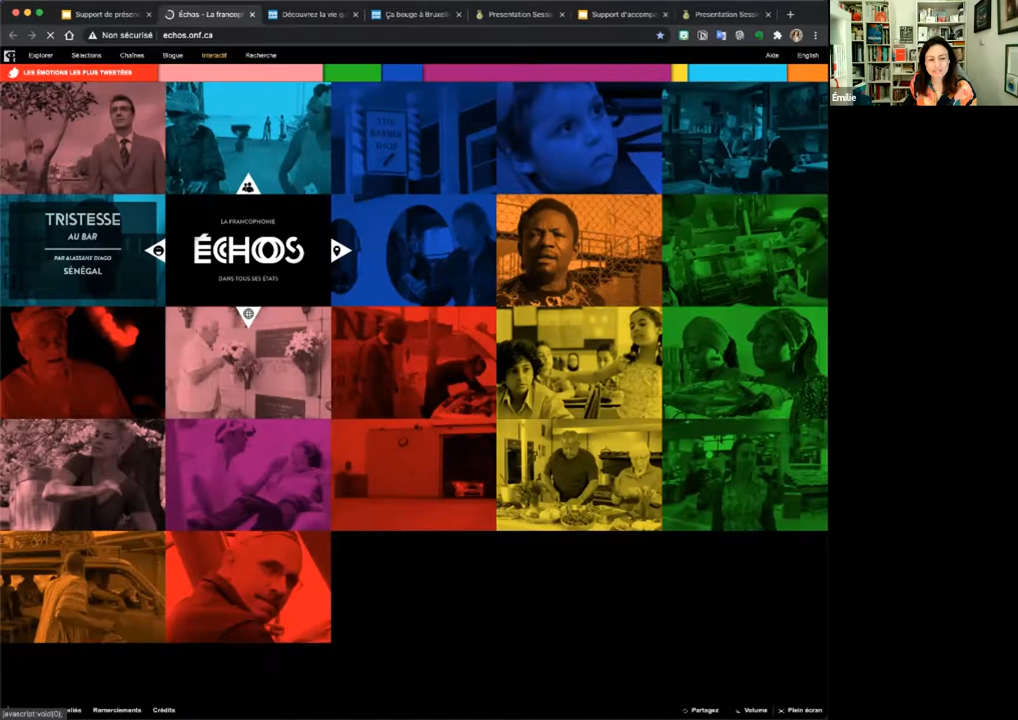 Support de présent
Échos - La francop
Découvrez la vie q
Ça bouge à Bruxell
Presentation Sessi
Support d'accomp
Presentation Sessi
Non sécurisé
echos.onf.ca
Explorer
Sélections
Chaînes
Blogue
Interactif
Recherche
Aide
English
LES ÉMOTIONS LES PLUS TWEETÉES
Émilie
THE
BARBER
SHOP
TRISTESSE
AU BAR
PAR ALASSANE DIAGO
SÉNÉGAL
LA FRANCOPHONIE
ÉCHOS
DANS TOUS SES ÉTATS
javascript:void(0);
Remerciements
Crédits
Partagez
Volume
Plein écran